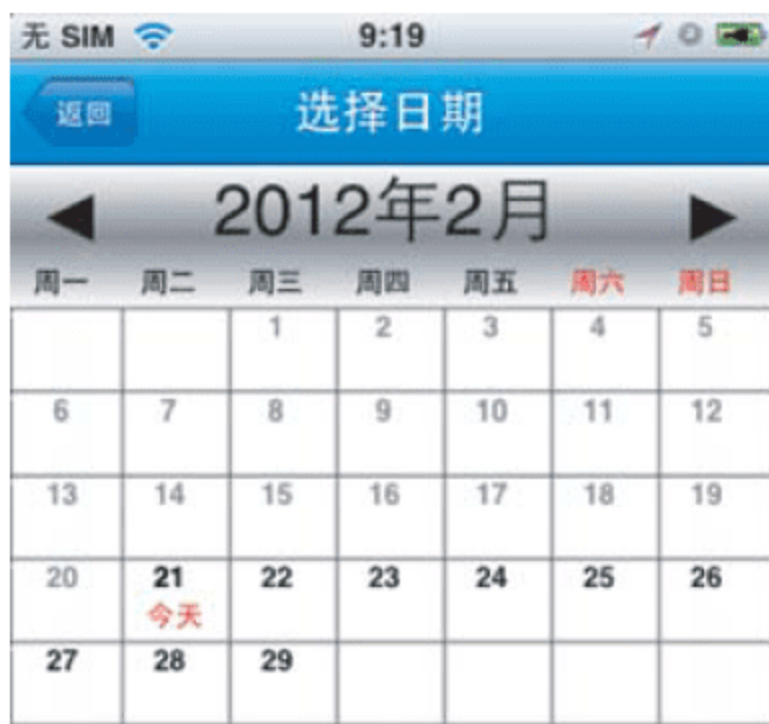 无 SIM 9:19
返回 选择日期
2012年2月
周一 周二 周三 周四 周五 周六 周日
1 2 3 4 5
6 7 8 9 10 11 12
13 14 15 16 17 18 19
20 21 22 23 24 25 26
今天
27 28 29